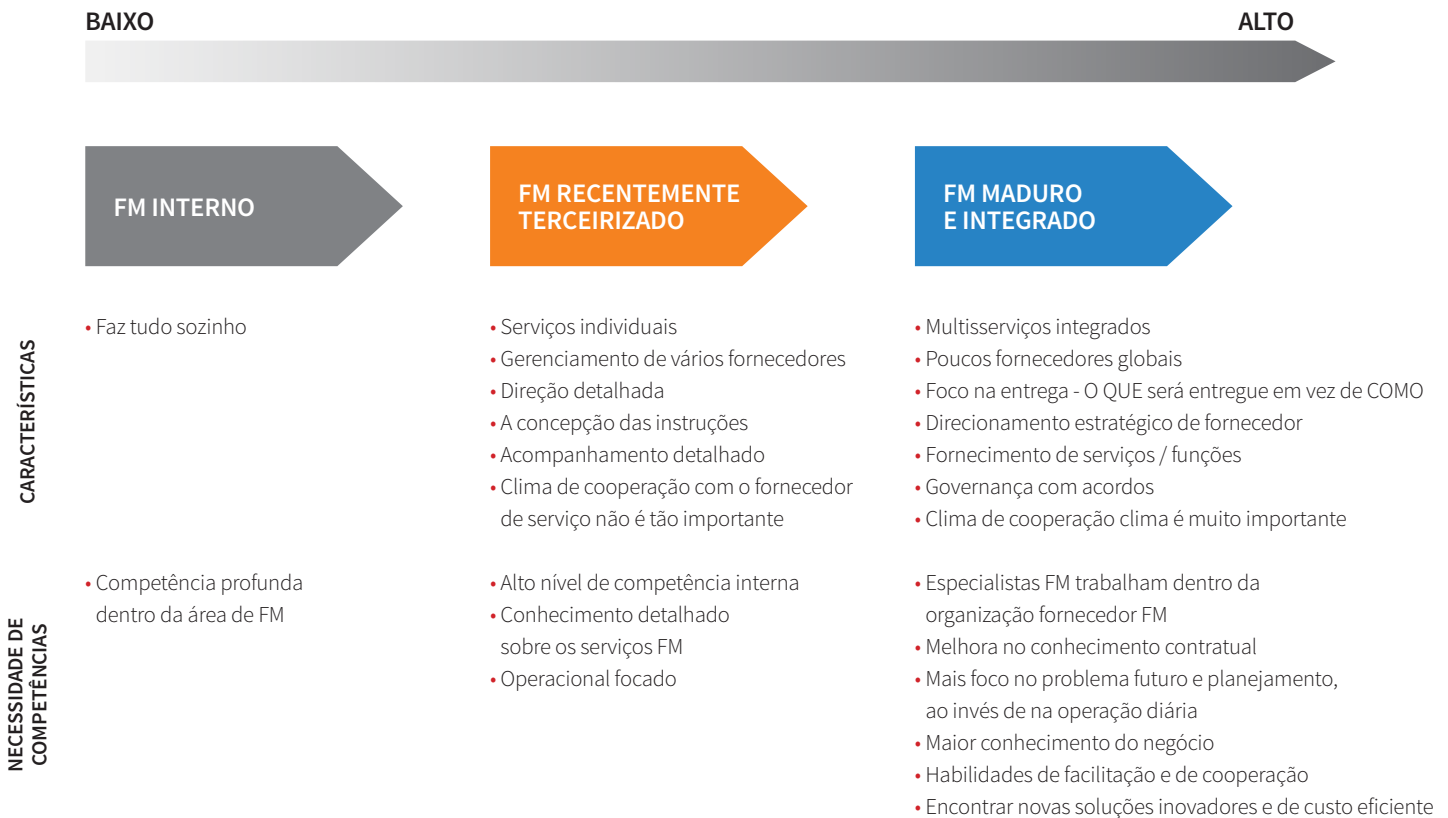 BAIXO
ALTO
FM INTERNO
FM RECENTEMENTE
TERCEIRIZADO
FM MADURO
E INTEGRADO
CARACTERÍSTICAS
• Faz tudo sozinho
• Serviços individuais
• Gerenciamento de vários fornecedores
• Direção detalhada
• A concepção das instruções
• Acompanhamento detalhado
• Clima de cooperação com o fornecedor
de serviço não é tão importante
• Multisserviços integrados
• Poucos fornecedores globais
• Foco na entrega - O QUE será entregue em vez de COMO
• Direcionamento estratégico de fornecedor
• Fornecimento de serviços / funções
• Governança com acordos
• Clima de cooperação clima é muito importante
NECESSIDADE DE
COMPETÊNCIAS
• Competência profunda
dentro da área de FM
• Alto nível de competência interna
• Conhecimento detalhado
sobre os serviços FM
• Operacional focado
• Especialistas FM trabalham dentro da
organização fornecedor FM
• Melhora no conhecimento contratual
• Mais foco no problema futuro e planejamento,
ao invés de na operação diária
• Maior conhecimento do negócio
• Habilidades de facilitação e de cooperação
• Encontrar novas soluções inovadores e de custo eficiente